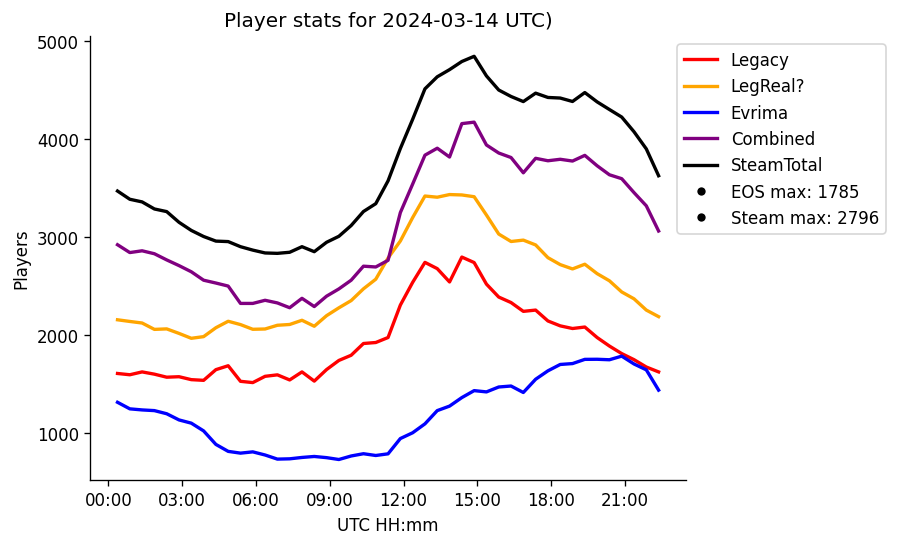 Player stats for 2024-03-14 UTC)
5000
4000
3000
2000
1000
Players
00:00 03:00 06:00 09:00 12:00 15:00 18:00 21:00
UTC HH:mm
Legacy
LegReal?
Evrima
Combined
SteamTotal
EOS max: 1785
Steam max: 2796